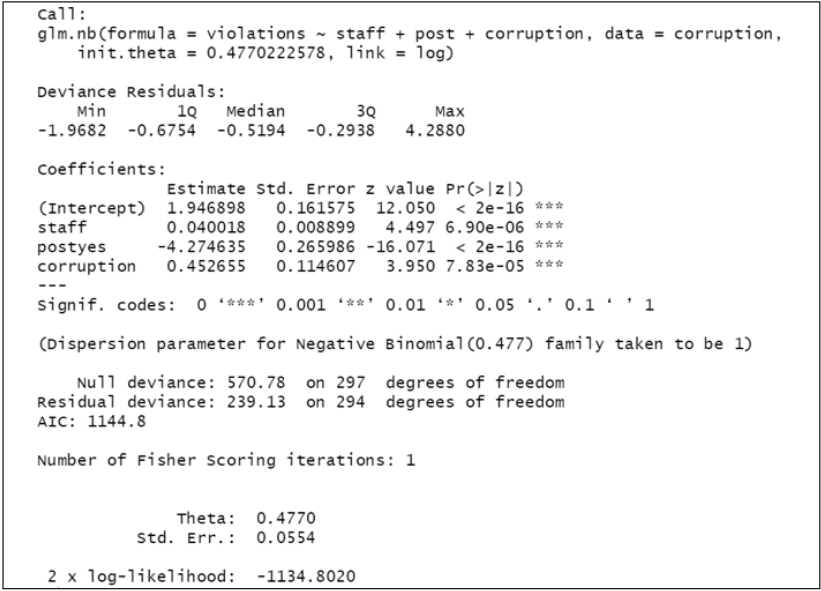 Call:
glm.nb(formula = violations ~ staff + post + corruption, data = corruption,
    init.theta = 0.4770222578, link = log)
Deviance Residuals:
    Min      1Q  Median      3Q     Max
-1.9682 -0.6754 -0.5194 -0.2938  4.2880
Coefficients:
             Estimate Std. Error z value Pr(>|z|)
(Intercept)  1.946898   0.161575  12.050  < 2e-16 ***
staff        0.040018   0.008899   4.497 6.90e-06 ***
postyes     -4.274635   0.265986 -16.071  < 2e-16 ***
corruption   0.452655   0.114607   3.950 7.83e-05 ***
---
Signif. codes:  0 ‘***’ 0.001 ‘**’ 0.01 ‘*’ 0.05 ‘.’ 0.1 ‘ ’ 1
(Dispersion parameter for Negative Binomial(0.477) family taken to be 1)
    Null deviance: 570.78  on 297  degrees of freedom
Residual deviance: 239.13  on 294  degrees of freedom
AIC: 1144.8
Number of Fisher Scoring iterations: 1
              Theta:  0.4770
          Std. Err.:  0.0554
 2 x log-likelihood:  -1134.8020